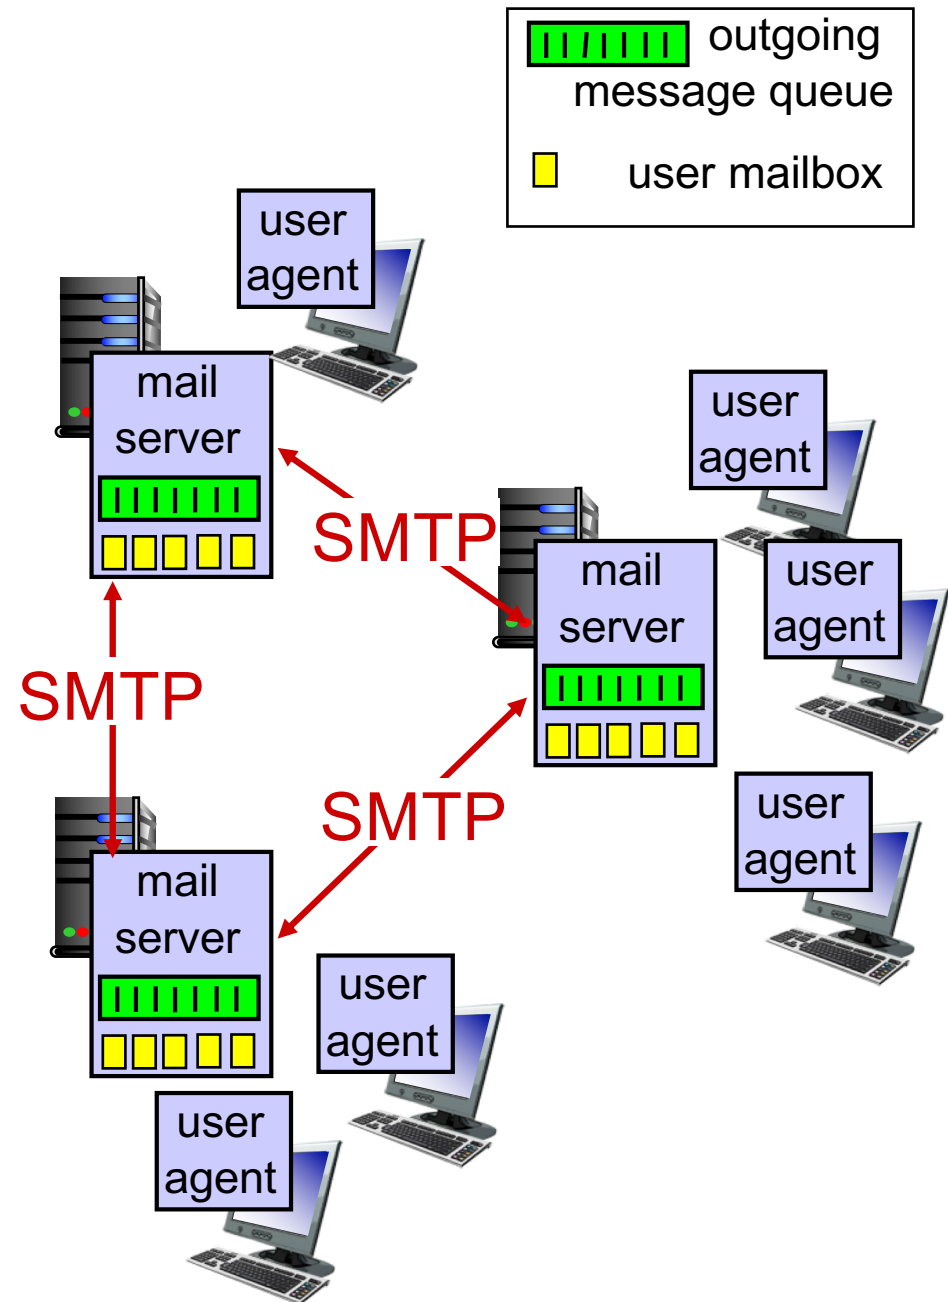 outgoing
message queue
user mailbox
user
agent
mail
server
SMTP
user
agent
mail
server
user
agent
SMTP
SMTP
user
agent
mail
server
user
agent
user
agent